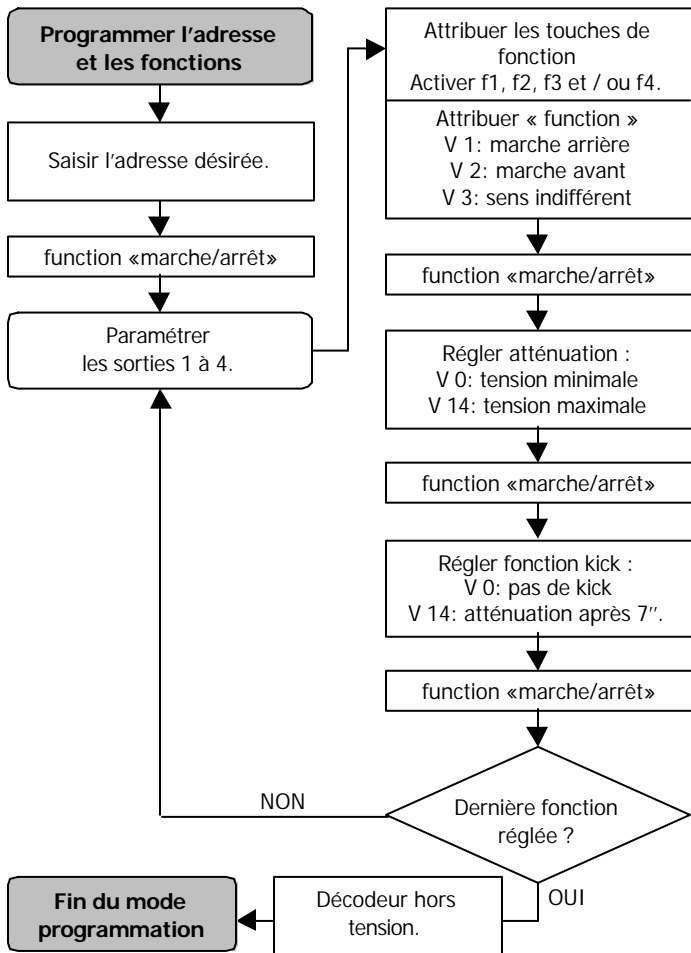 Programmer l’adresse
et les fonctions
Saisir l’adresse désirée.
function «marche/arrêt»
Paramétrer
les sorties 1 à 4.
Attribuer les touches de
fonction
Activer f1, f2, f3 et / ou f4.
Attribuer « function »
V 1: marche arrière
V 2: marche avant
V 3: sens indifférent
function «marche/arrêt»
Régler atténuation :
V 0: tension minimale
V 14: tension maximale
function «marche/arrêt»
Régler fonction kick :
V 0: pas de kick
V 14: atténuation après 7’’.
function «marche/arrêt»
Dernière fonction
réglée ?
NON
OUI
Décodeur hors
tension.
Fin du mode
programmation